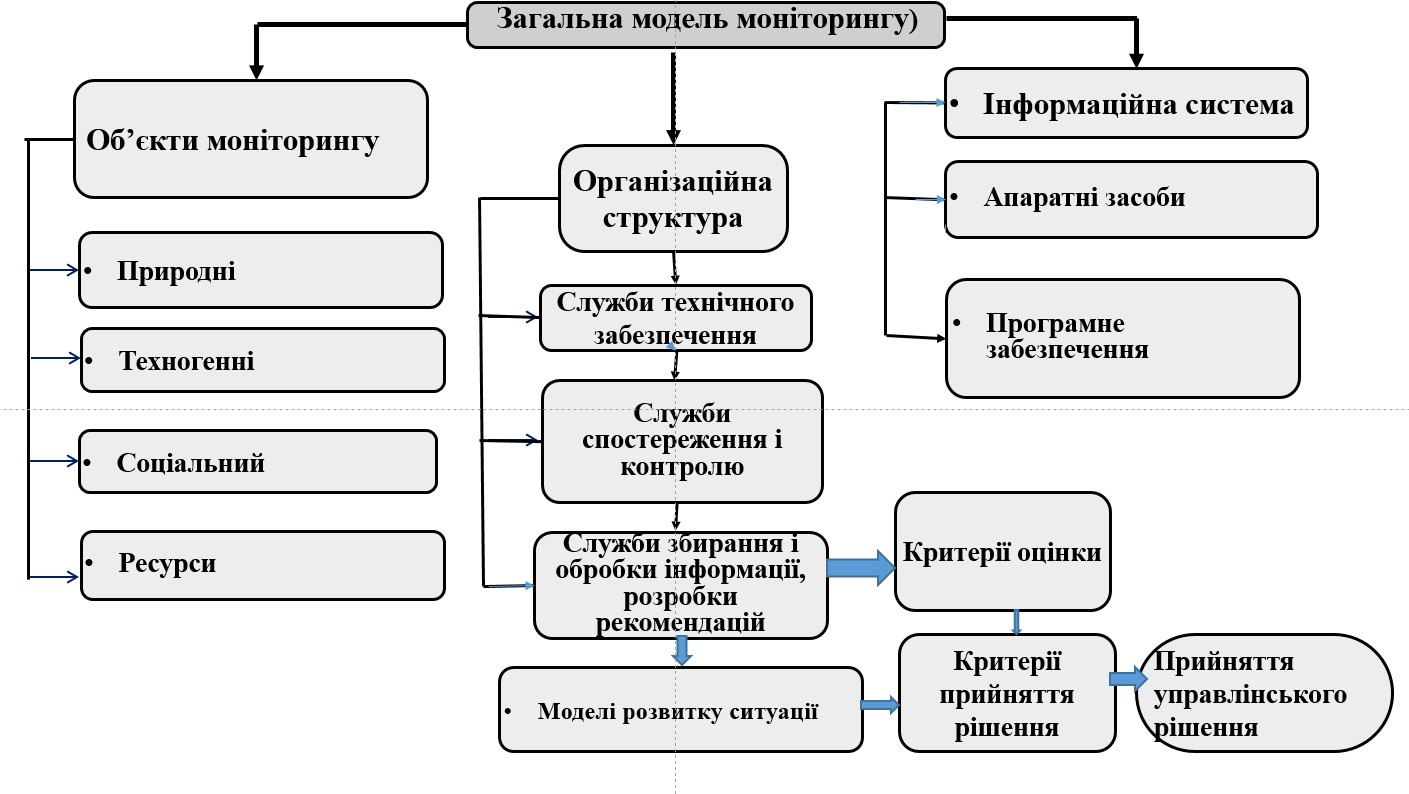 Загальна модель моніторингу)
Об’єкти моніторингу
• Природні
• Техногенні
• Соціальний
• Ресурси
Організаційна
структура
Служби технічного
забезпечення
Служби
спостереження і
контролю
Служби збирання і
обробки інформації,
розробки
рекомендацій
• Моделі розвитку ситуації
• Інформаційна система
• Апаратні засоби
• Програмне
забезпечення
Критерії оцінки
Критерії
прийняття
рішення
Прийняття
управлінського
рішення